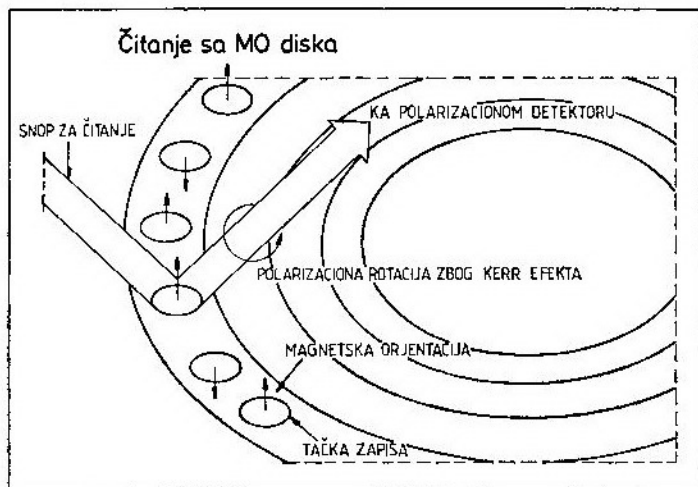 Čitanje sa MO diska
KA POLARIZACIONOM DETEKTORU
SNOP ZA ČITANJE
POLARIZACIONA ROTACIJA ZBOG KERR EFEKTA
MAGNETSKA ORJENTACIJA
TAČKA ZAPISA